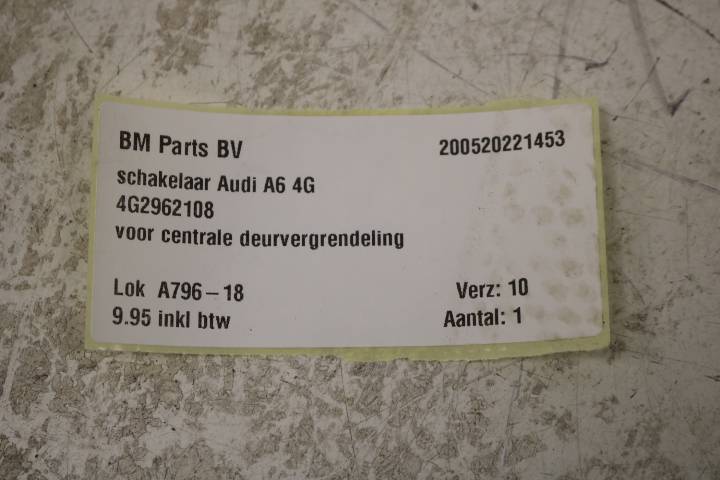 BM Parts BV 200520221453
schakelaar Audi A6 4G
4G2962108
voor centrale deurvergrendeling
Lok A796-18 Verz: 10
9.95 inkl btw Aantal: 1